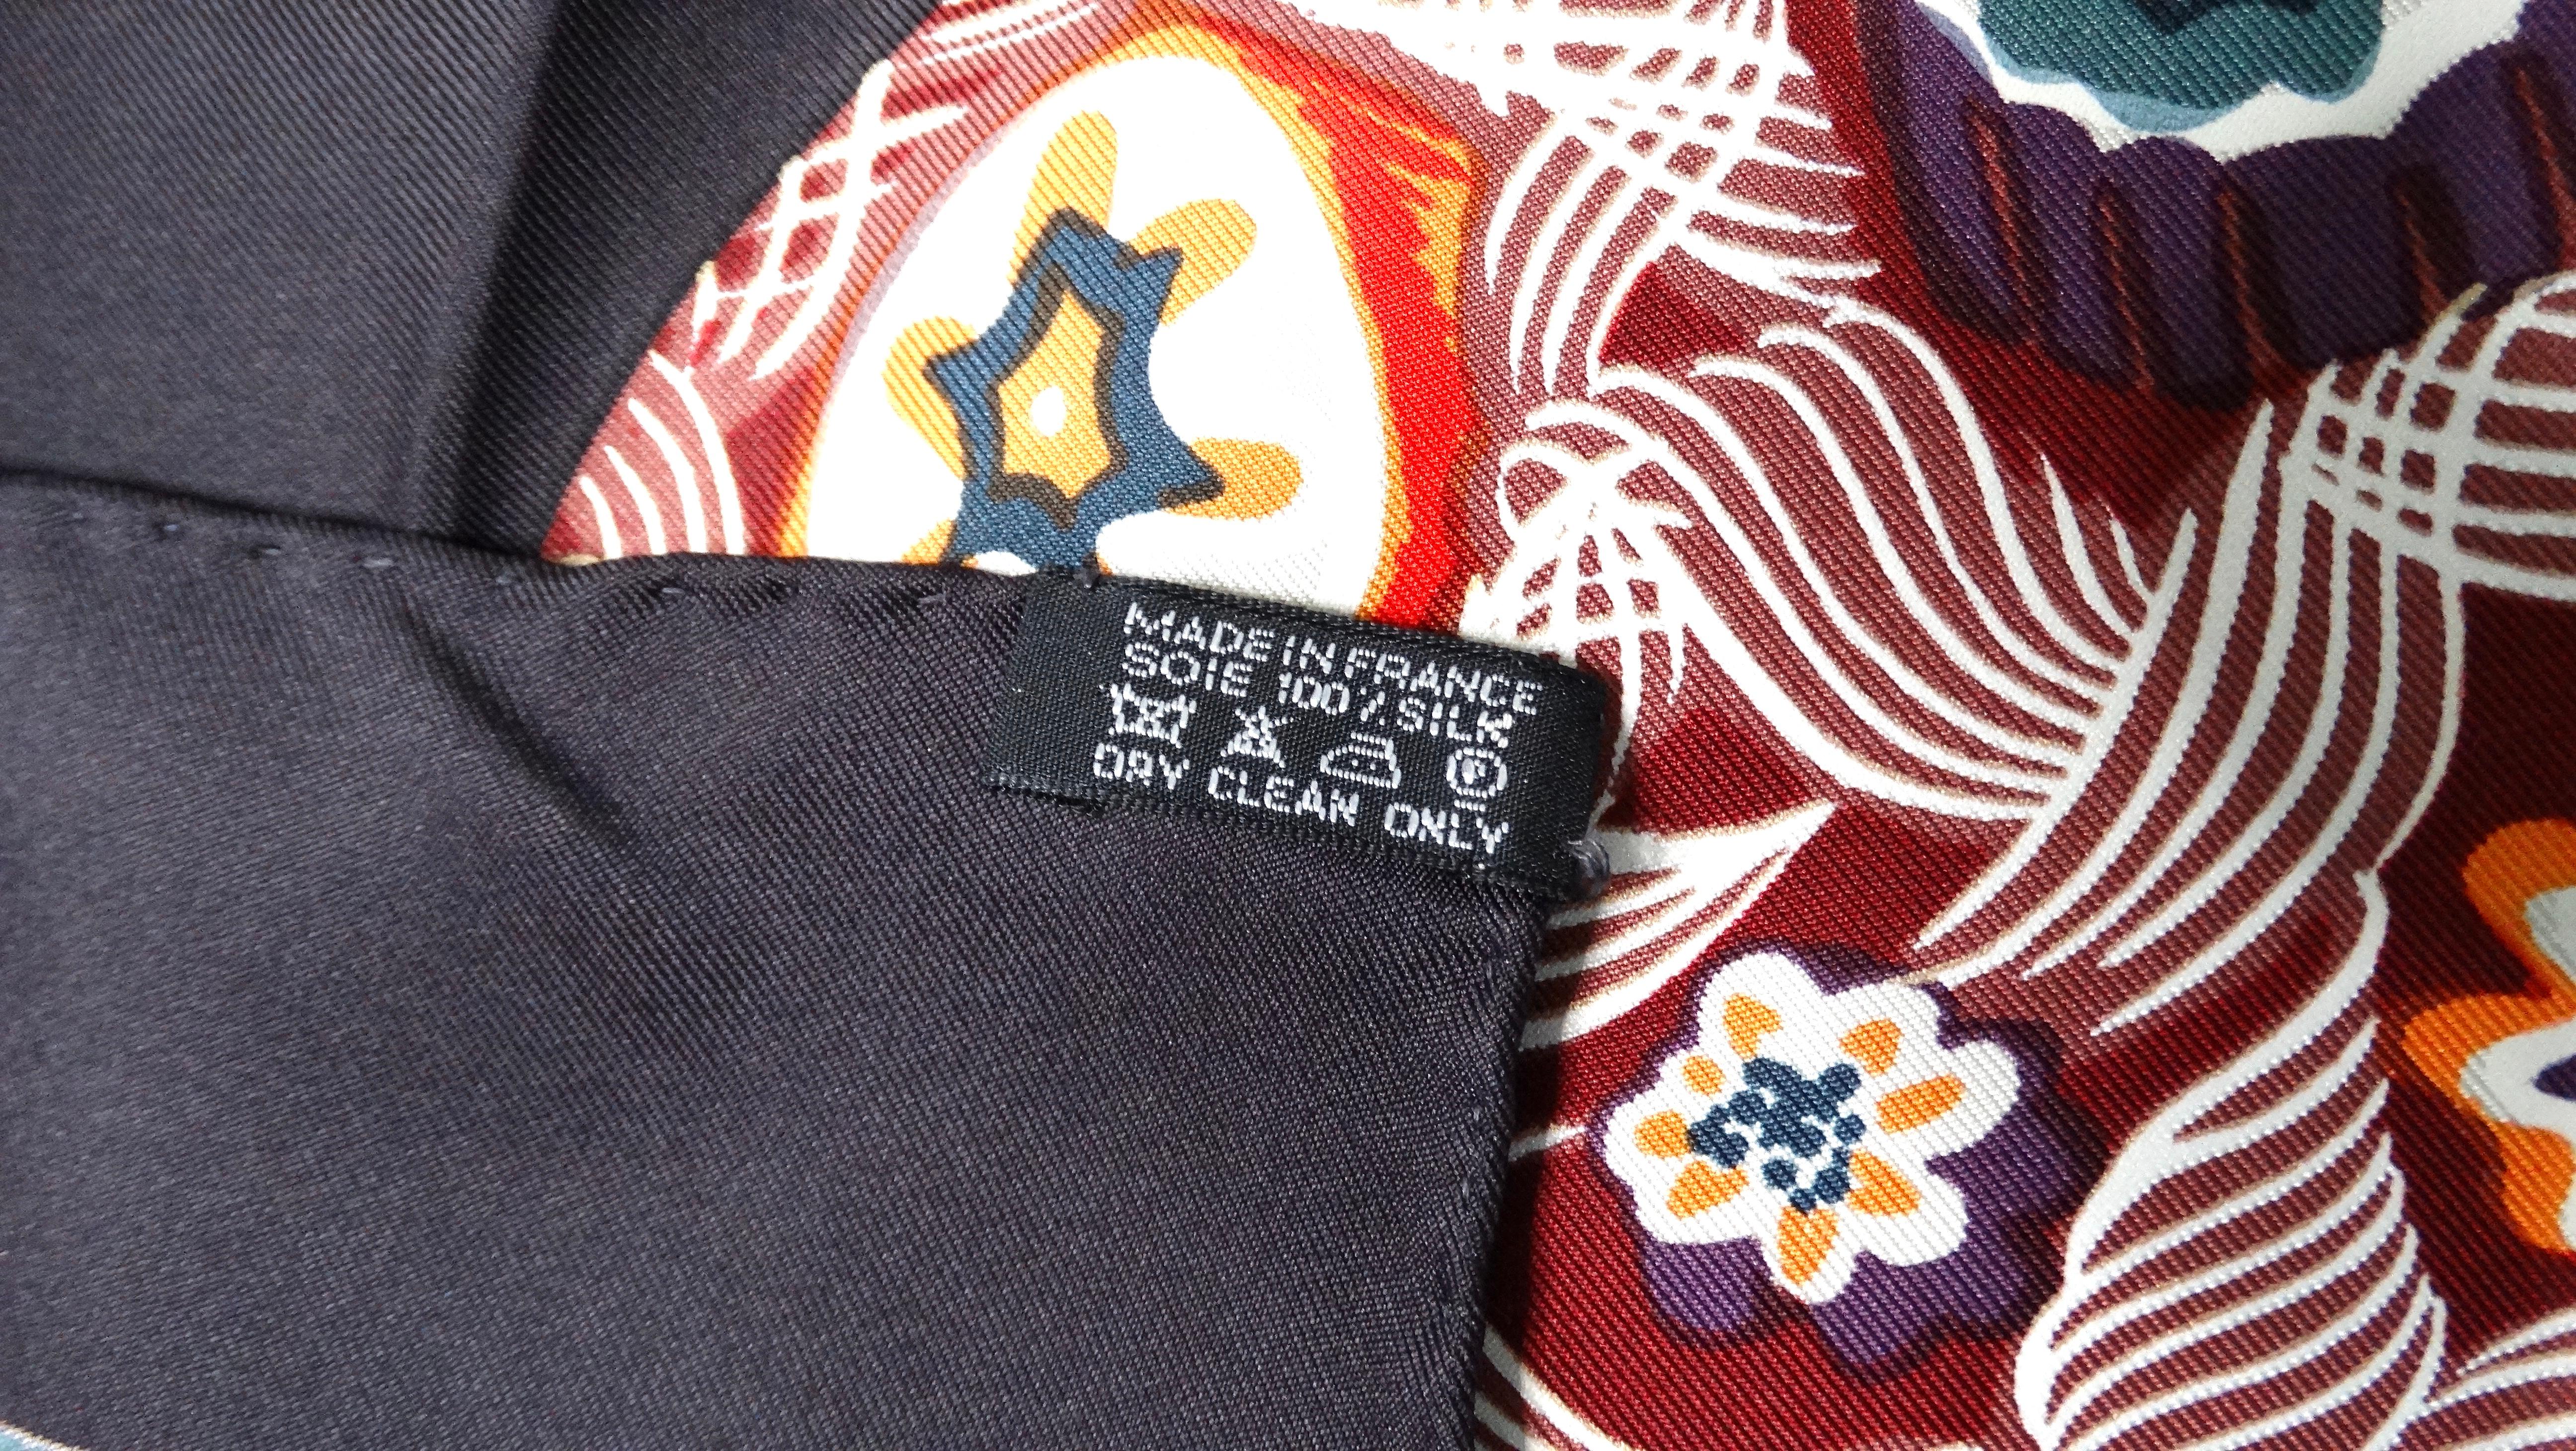 MADE IN FRANCE
SOIE 100% SILK
P
DRY CLEAN ONLY